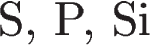 S, P, Si